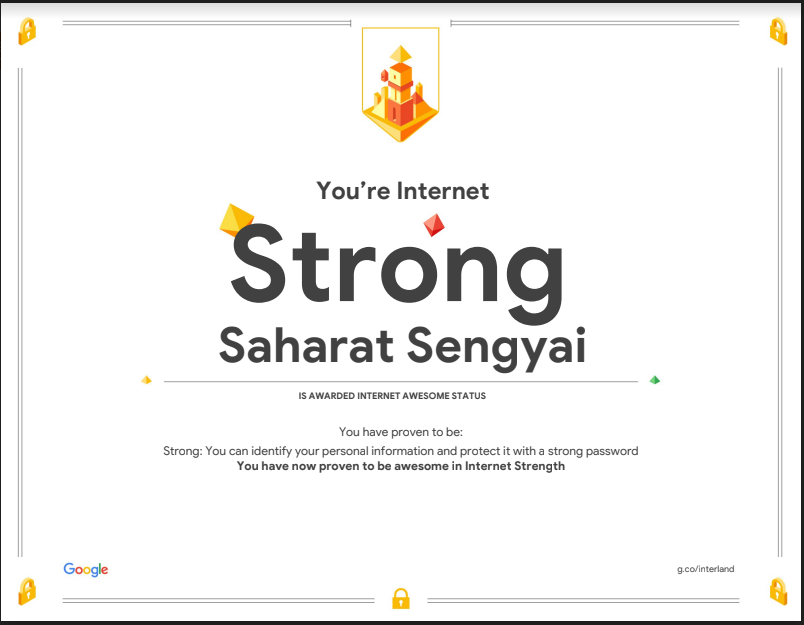 You're Internet
Strong
Saharat Sengyai
IS AWARDED INTERNET AWESOME STATUS
You have proven to be:
Strong: You can identify your personal information and protect it with a strong password
You have now proven to be awesome in Internet Strength
Google
g.co/interland